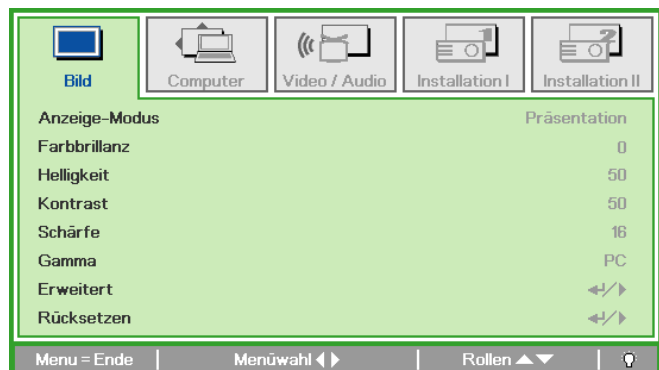 Bild Computer Video / Audio Installation I Installation II
Anzeige-Modus Präsentation
Farbbrillanz 0
Helligkeit 50
Kontrast 50
Schärfe 16
Gamma PC
Erweitert
Rücksetzen
Menu = Ende Menüwahl Rollen